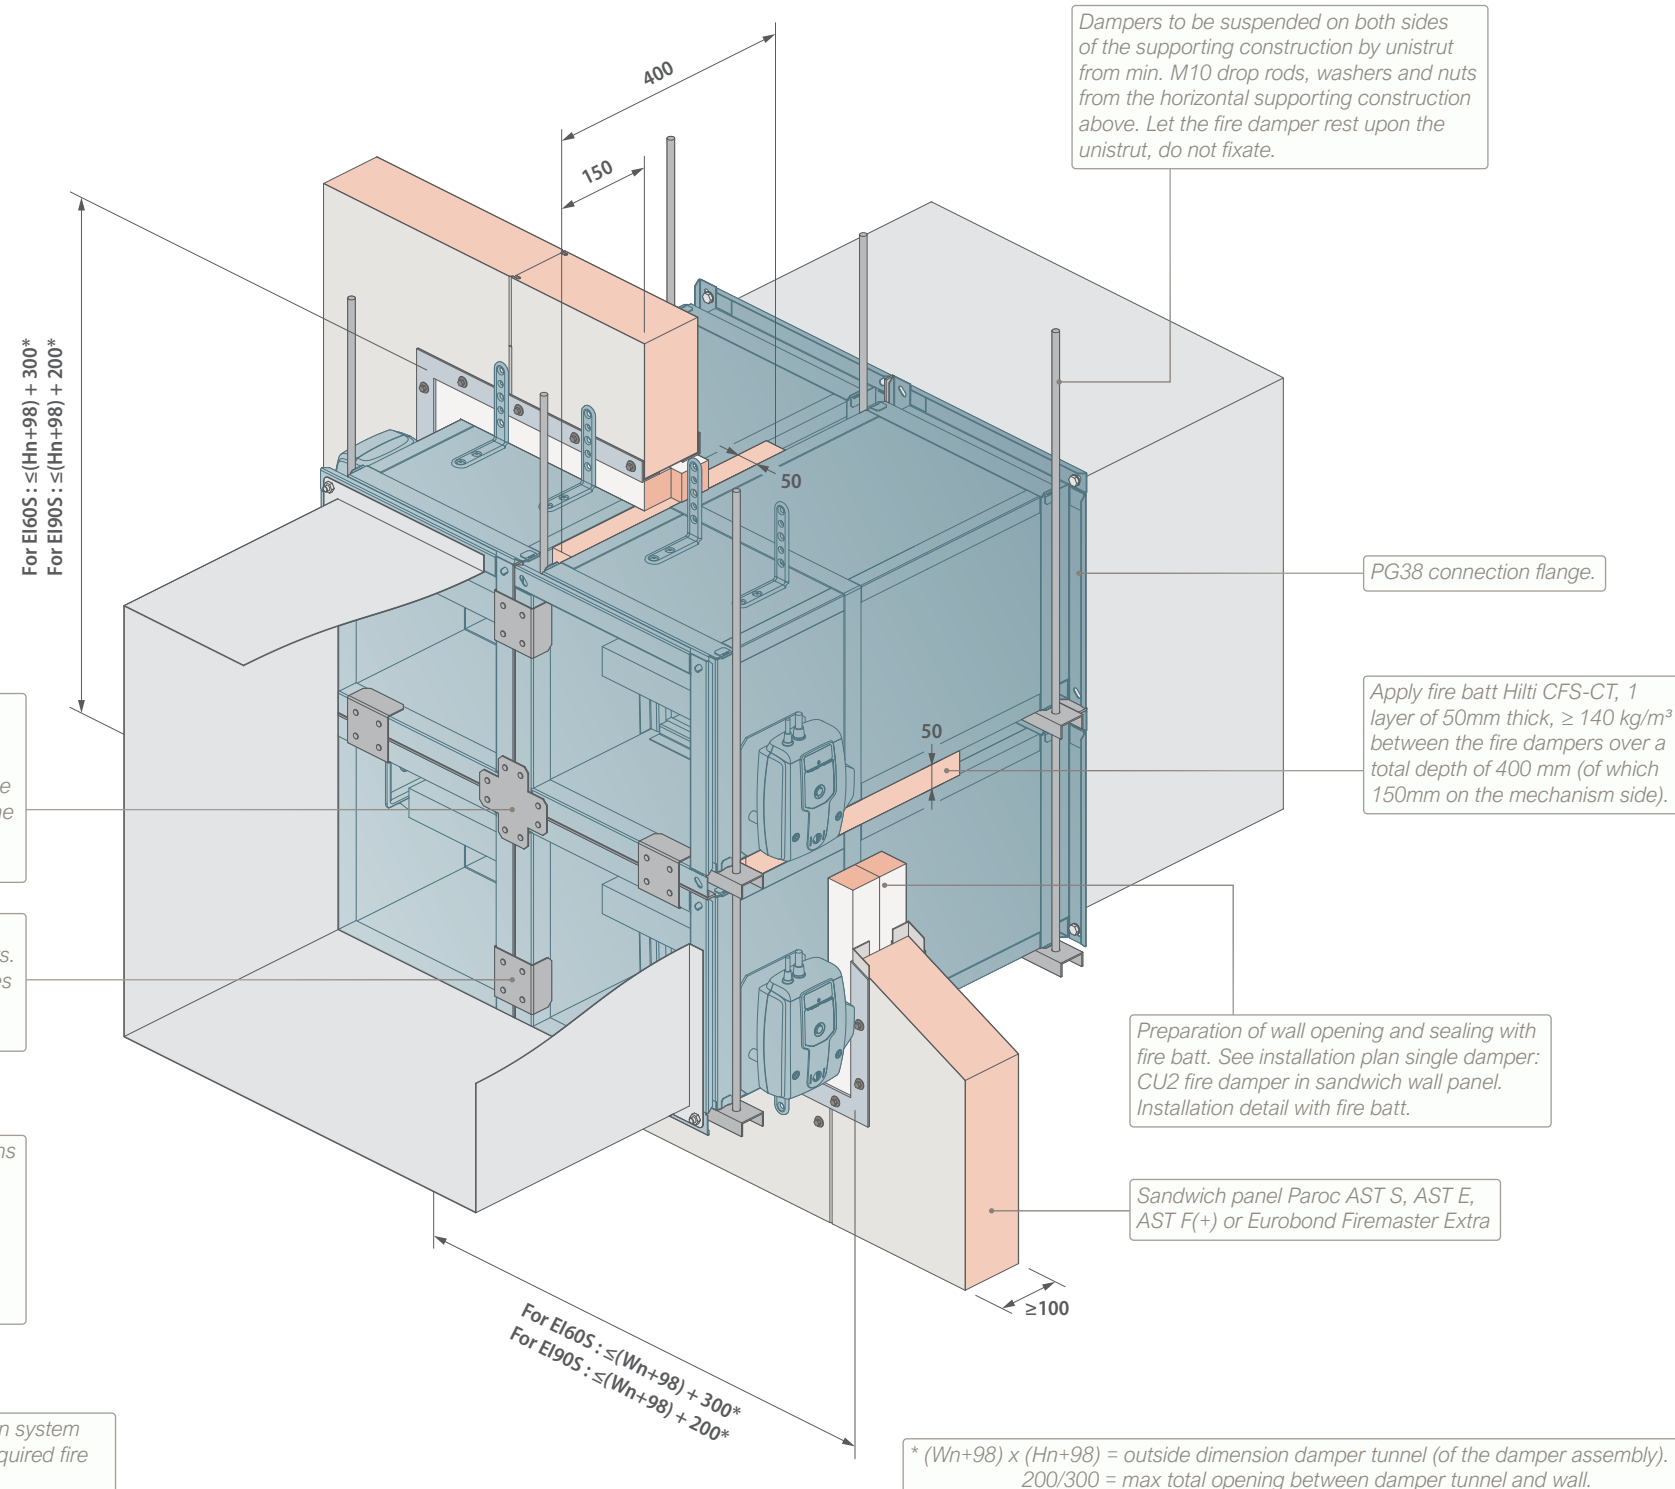 Dampers to be suspended on both sides
of the supporting construction by unistrut
from min. M10 drop rods, washers and nuts
from the horizontal supporting construction
above. Let the fire damper rest upon the
unistrut, do not fixate.
400
150
For EI60S : ≤(Hn+98) + 300*
For EI90S : ≤(Hn+98) + 200*
50
PG38 connection flange.
Apply fire batt Hilti CFS-CT, 1
layer of 50mm thick, ≥ 140 kg/m³
between the fire dampers over a
total depth of 400 mm (of which
150mm on the mechanism side).
50
Preparation of wall opening and sealing with
fire batt. See installation plan single damper:
CU2 fire damper in sandwich wall panel.
Installation detail with fire batt.
Sandwich panel Paroc AST S, AST E,
AST F(+) or Eurobond Firemaster Extra
≥100
For EI60S : ≤(Wn+98) + 300*
For EI90S : ≤(Wn+98) + 200*
n system
quired fire
* (Wn+98) x (Hn+98) = outside dimension damper tunnel (of the damper assembly).
200/300 = max total opening between damper tunnel and wall.